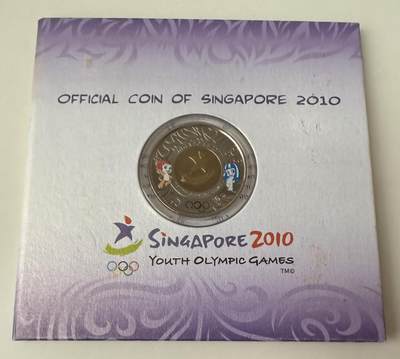 OFFICIAL COIN OF SINGAPORE 2010
SINGAPORE2010
YOUTH OLYMPIC GAMES
TM©